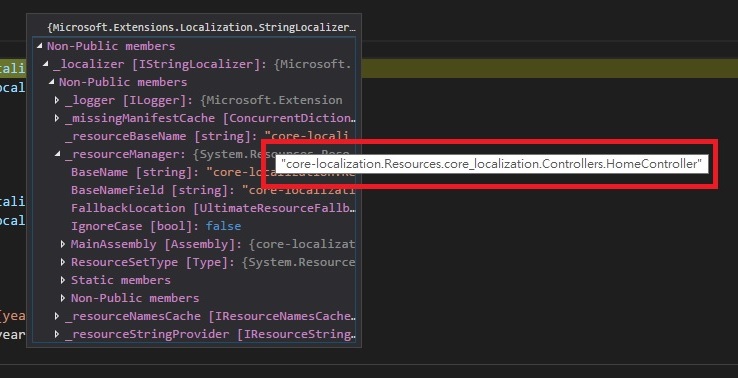 {Microsoft.Extensions.Localization.StringLocalizer…
Non-Public members
_localizer [IStringLocalizer]: {Microsoft.
Non-Public members
_logger [ILogger]: {Microsoft.Extension
_missingManifestCache [ConcurrentDictio…
_resourceBaseName [string]: "core-locali
_resourceManager: {System.Resources.Reso
"core-localization.Resources.core_localization.Controllers.HomeController"
BaseName [string]: "core-localization.Re
BaseNameField [string]: "core-localizati
FallbackLocation [UltimateResourceFallb…
IgnoreCase [bool]: false
MainAssembly [Assembly]: {core-localizat
ResourceSetType [Type]: {System.Resource
Static members
Non-Public members
_resourceNamesCache [IResourceNamesCache…
_resourceStringProvider [IResourceString…
tali
ocal
tali
ocal
{yea
year